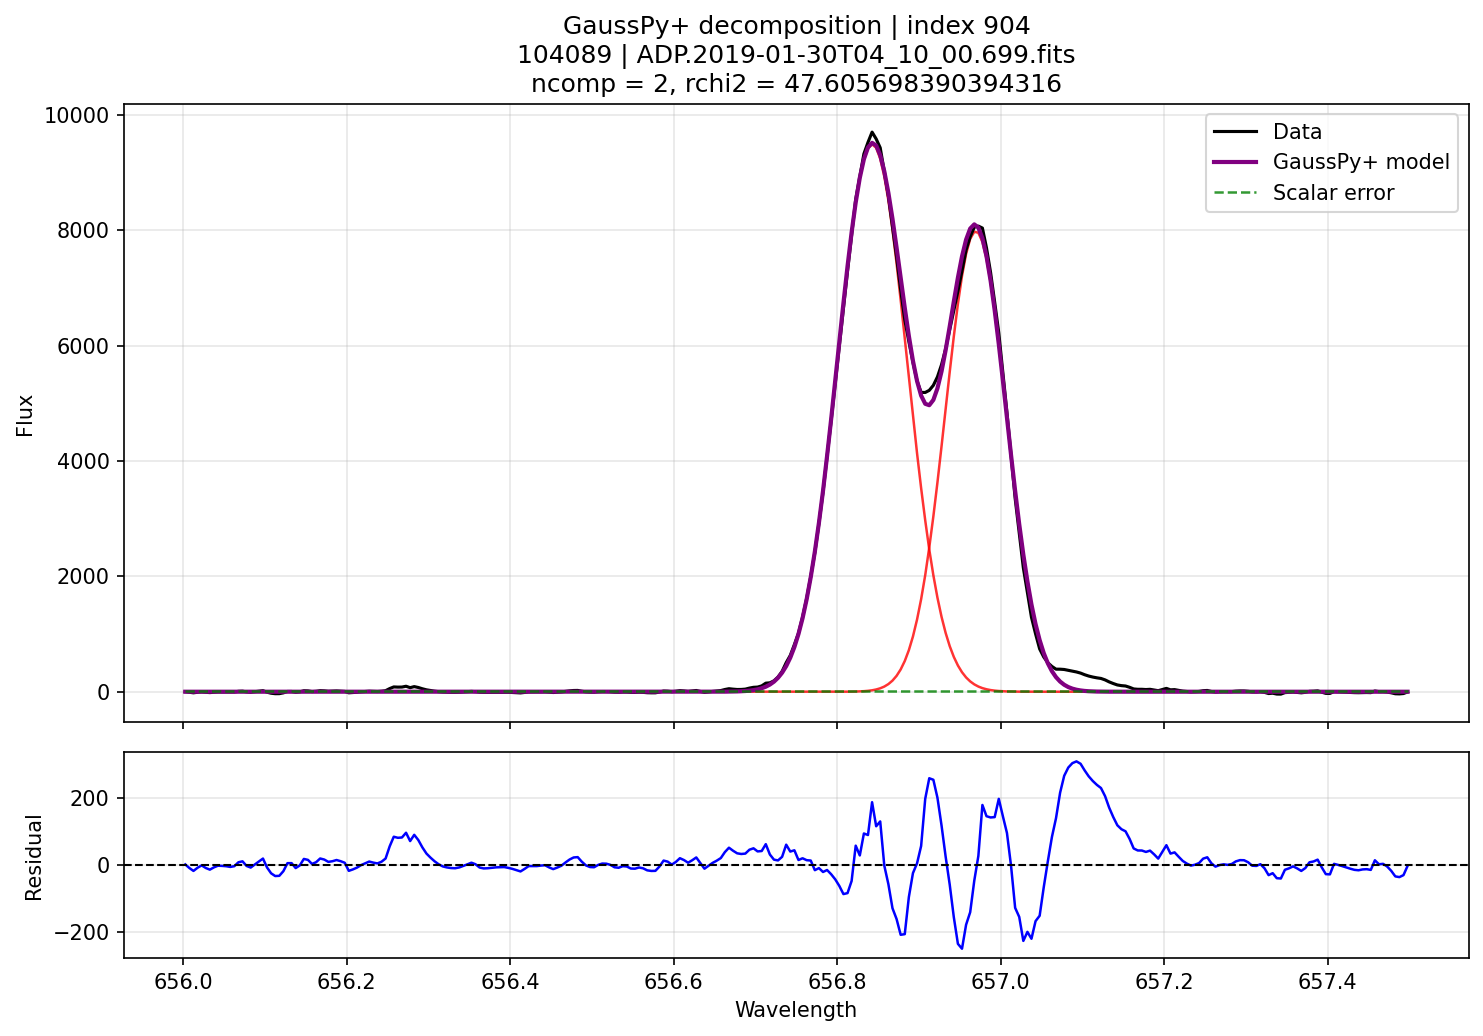 GaussPy+ decomposition | index 904
104089 | ADP.2019-01-30T04_10_00.699.fits
ncomp = 2, rchi2 = 47.605698390394316
Data
GaussPy+ model
Scalar error
Flux
10000
8000
6000
4000
2000
0
Residual
200
0
−200
656.0 656.2 656.4 656.6 656.8 657.0 657.2 657.4
Wavelength